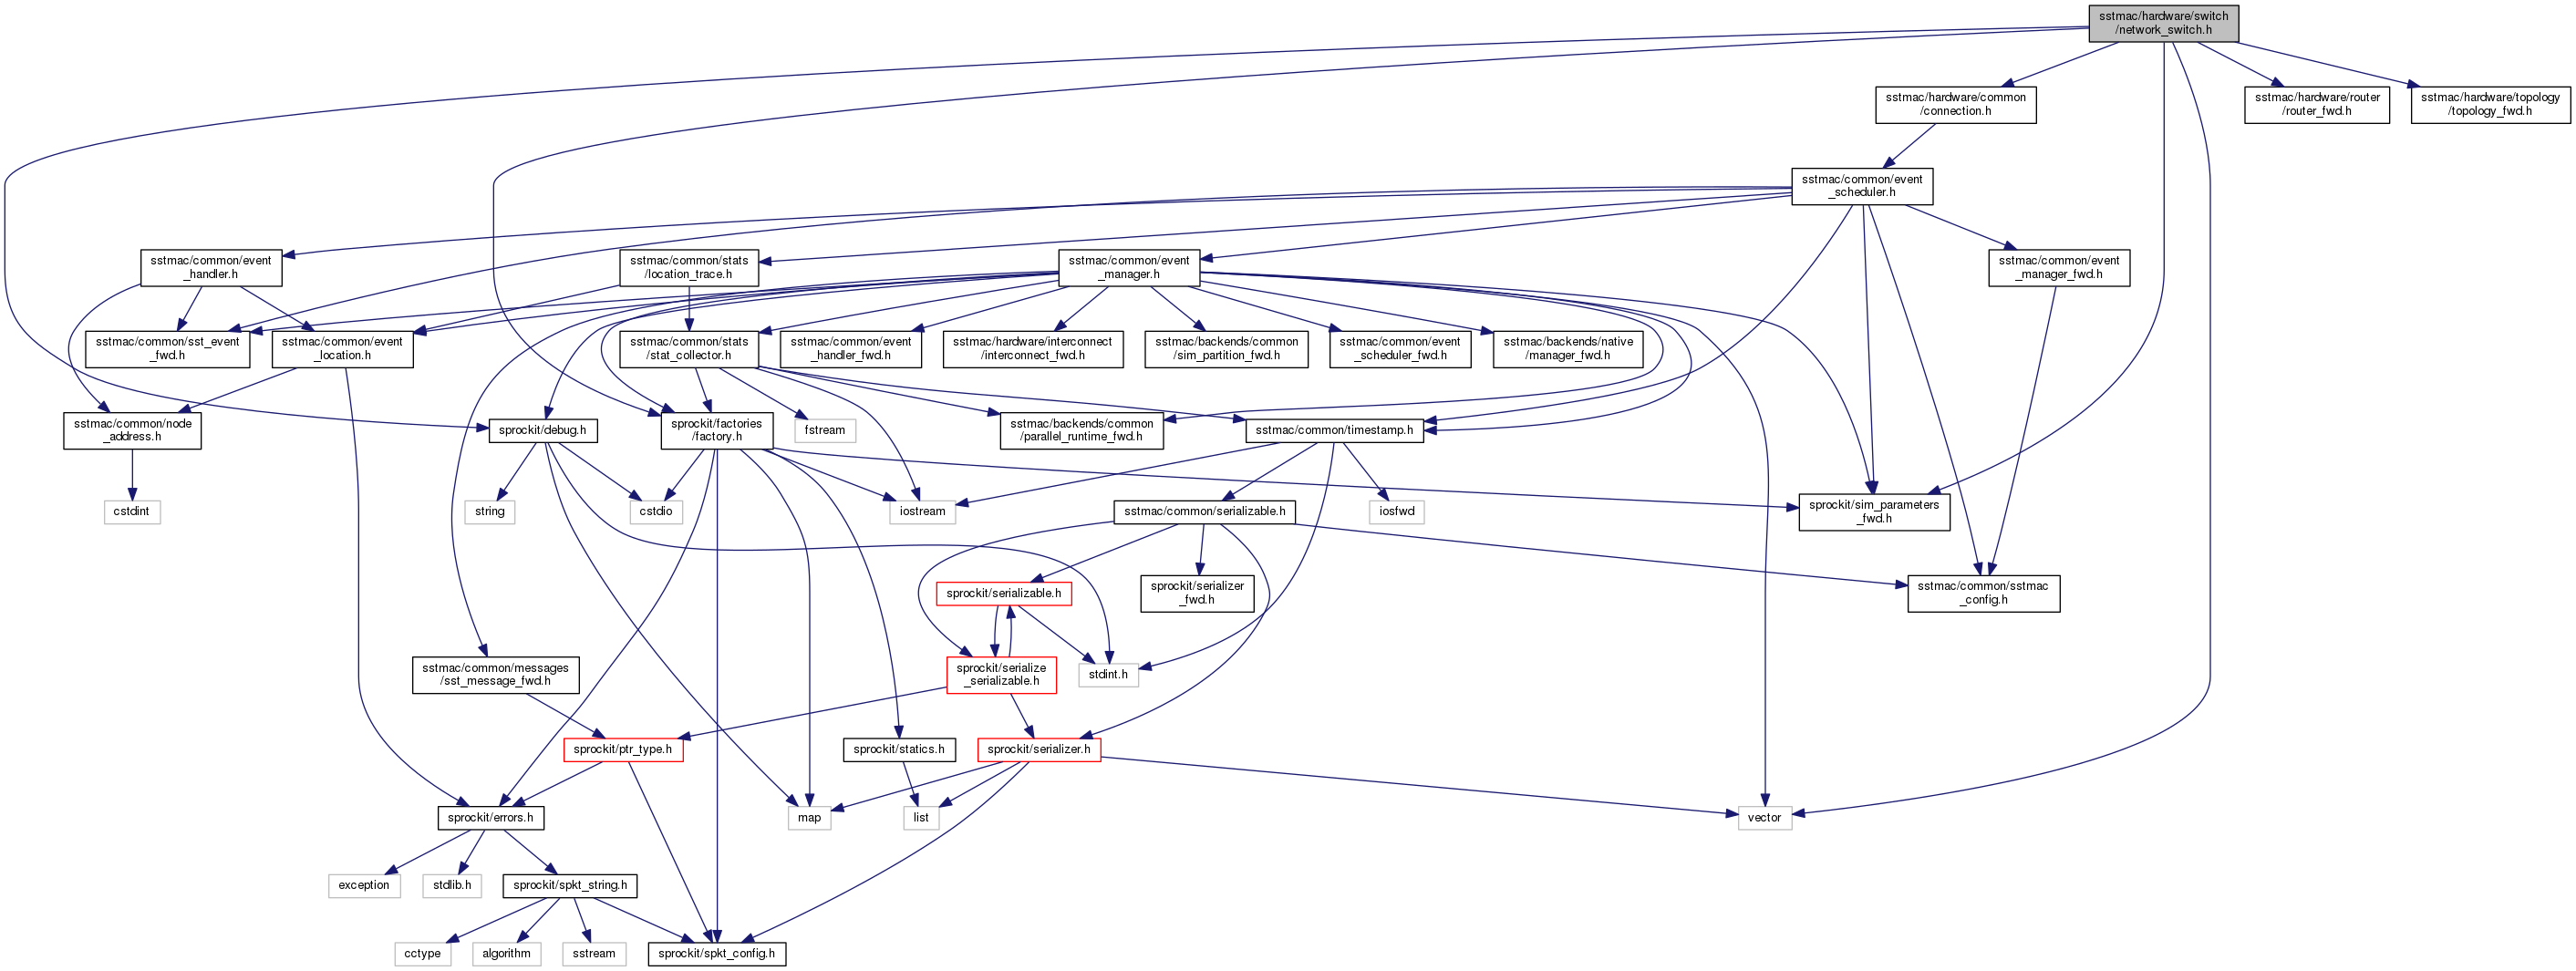 sstmac/hardware/switch
/network_switch.h
sstmac/hardware/common
/connection.h
sstmac/hardware/router
/router_fwd.h
sstmac/hardware/topology
/topology_fwd.h
sstmac/common/event
_scheduler.h
sstmac/common/event
_handler.h
sstmac/common/stats
/location_trace.h
sstmac/common/event
_manager.h
sstmac/common/event
_manager_fwd.h
sstmac/common/sst_event
_fwd.h
sstmac/common/event
_location.h
sstmac/common/stats
/stat_collector.h
sstmac/common/event
_handler_fwd.h
sstmac/hardware/interconnect
/interconnect_fwd.h
sstmac/backends/common
/sim_partition_fwd.h
sstmac/common/event
_scheduler_fwd.h
sstmac/backends/native
/manager_fwd.h
sstmac/common/node
_address.h
sprockit/debug.h
sprockit/factories
/factory.h
fstream
sstmac/backends/common
/parallel_runtime_fwd.h
sstmac/common/timestamp.h
cstdint
string
cstdio
iostream
sstmac/common/serializable.h
iosfwd
sprockit/sim_parameters
_fwd.h
sprockit/serializable.h
sprockit/serializer
_fwd.h
sstmac/common/sstmac
_config.h
sstmac/common/messages
/sst_message_fwd.h
sprockit/serialize
_serializable.h
stdint.h
sprockit/ptr_type.h
sprockit/statics.h
sprockit/serializer.h
sprockit/errors.h
map
list
vector
exception
stdlib.h
sprockit/spkt_string.h
cctype
algorithm
sstream
sprockit/spkt_config.h